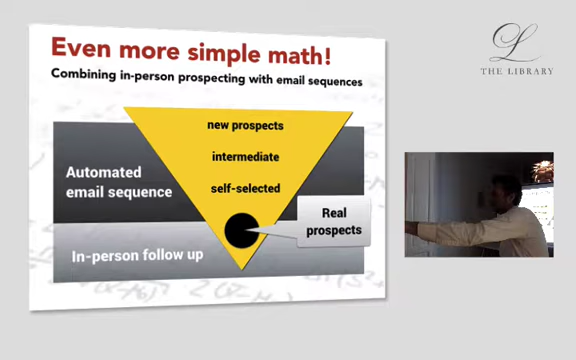 Even more simple math!
Combining in-person prospecting with email sequences
new prospects
intermediate
self-selected
Automated
email sequence
Real
prospects
In-person follow up
L
THE LIBRARY